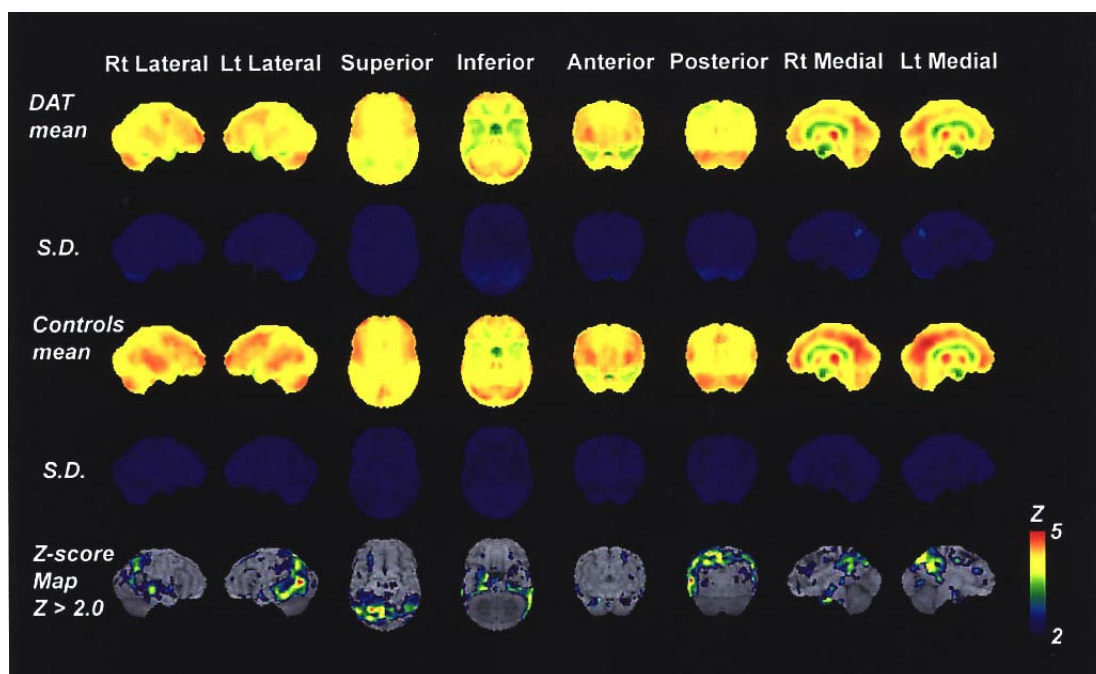 Rt Lateral Lt Lateral Superior Inferior Anterior Posterior Rt Medial Lt Medial
DAT
mean
S.D.
Controls
mean
S.D.
Z-score
Map
Z > 2.0
Z
5
2